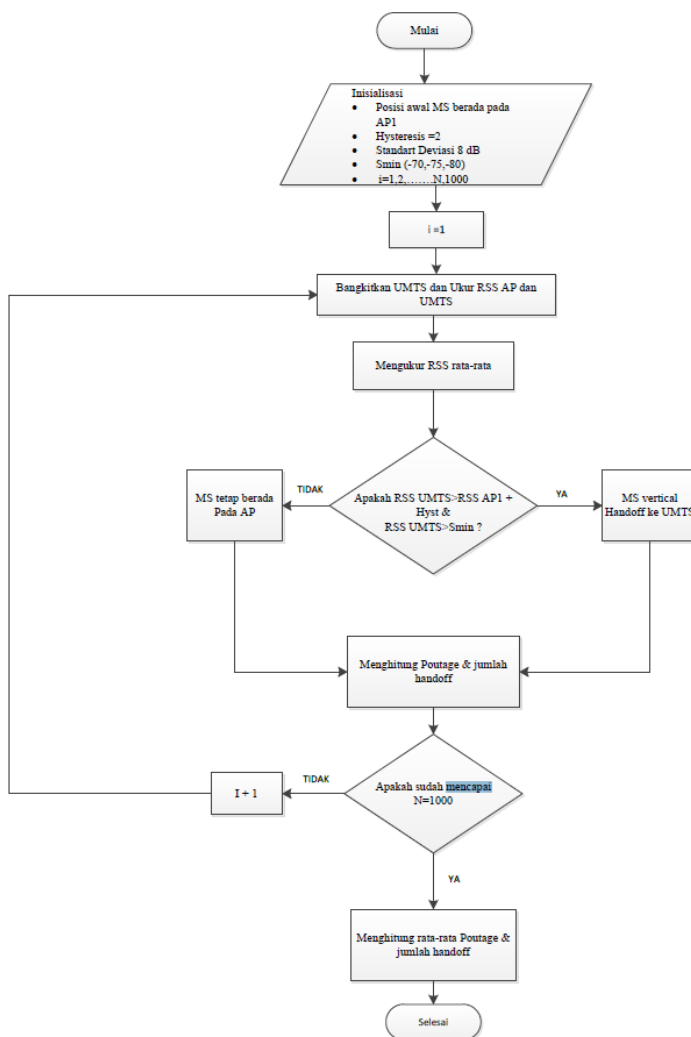 Mulai
Inisialisasi
• Posisi awal MS berada pada
AP1
• Hysteresis =2
• Standart Deviasi 8 dB
• Smin (-70,-75,-80)
• i=1,2,…….N,1000
i =1
Bangkitkan UMTS dan Ukur RSS AP dan
UMTS
Mengukur RSS rata-rata
MS tetap berada
Pada AP
TIDAK
Apakah RSS UMTS>RSS AP1 +
Hyst &
RSS UMTS>Smin ?
YA
MS vertical
Handoff ke UMTS
Menghitung Poutage & jumlah
handoff
I + 1
TIDAK
Apakah sudah mencapai
N=1000
YA
Menghitung rata-rata Poutage &
jumlah handoff
Selesai